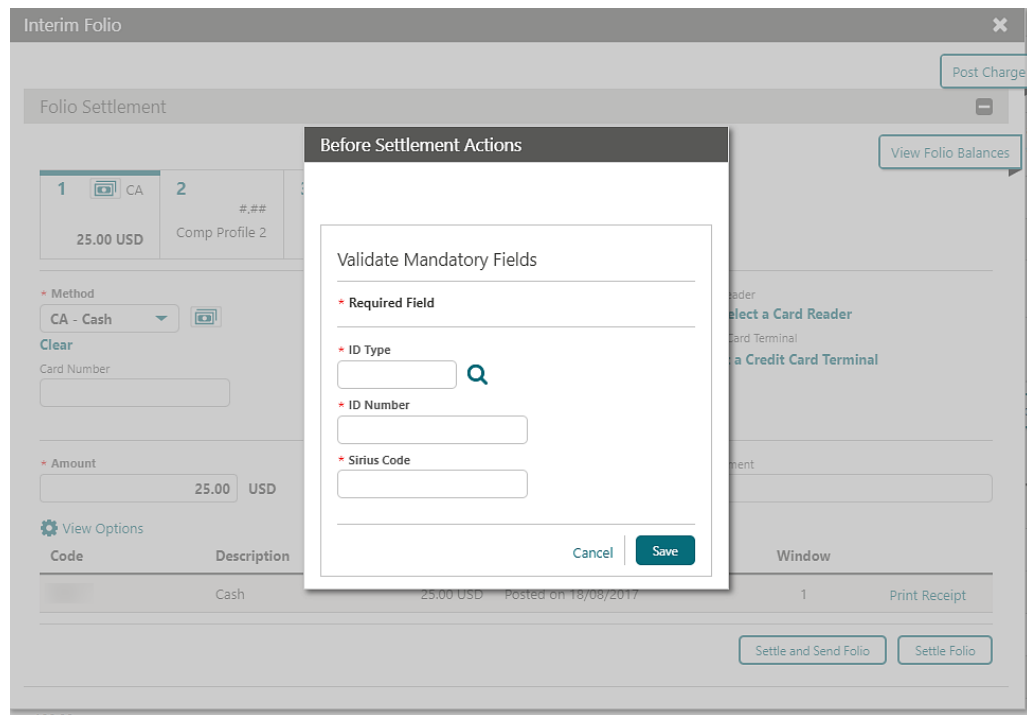 Interim Folio
Post Charge
Folio Settlement
Before Settlement Actions
View Folio Balances
1 CA 2
#.##
25.00 USD Comp Profile 2
Validate Mandatory Fields
* Required Field
* Method
CA - Cash
elect a Card Reader
Clear
Card Terminal
a Credit Card Terminal
Card Number
* ID Type
* ID Number
* Sirius Code
* Amount
25.00 USD
View Options
Cancel Save
Code Description Window
Cash 25.00 USD Posted on 18/08/2017 1 Print Receipt
Settle and Send Folio Settle Folio